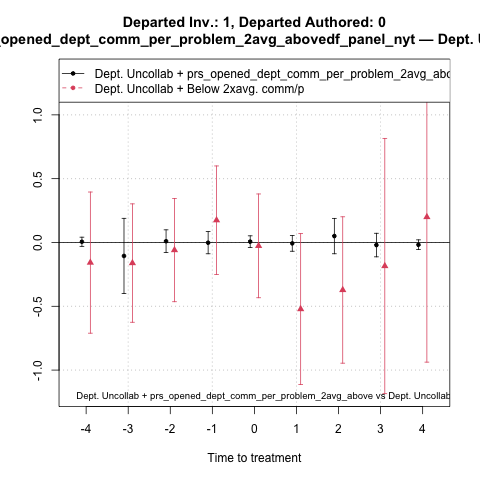 Departed Inv.: 1, Departed Authored: 0
_opened_dept_comm_per_problem_2avg_abovedf_panel_nyt — Dept. U
Dept. Uncollab + prs_opened_dept_comm_per_problem_2avg_abo
Dept. Uncollab + Below 2xavg. comm/p
1.0
0.5
0.0
-0.5
-1.0
Dept. Uncollab + prs_opened_dept_comm_per_problem_2avg_above vs Dept. Uncollab
-4 -3 -2 -1 0 1 2 3 4
Time to treatment